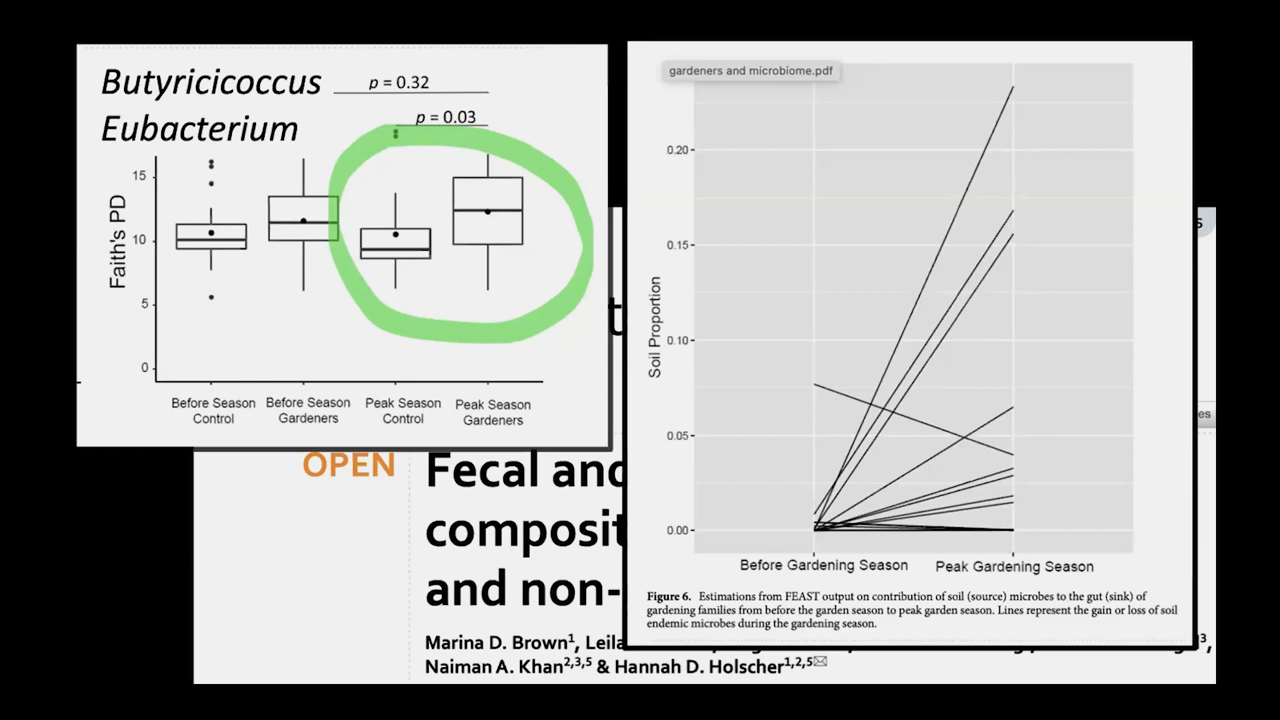 Butyricicoccus
p = 0.32
Eubacterium
p = 0.03
Faith's PD
15
10
5
0
Before Season
Control
Before Season
Gardeners
Peak Season
Control
Peak Season
Gardeners
gardeners and microbiome.pdf
Soil Proportion
0.20
0.15
0.10
0.05
0.00
Before Gardening Season
Peak Gardening Season
Figure 6. Estimations from FEAST output on contribution of soil (source) microbes to the gut (sink) of
gardening families from before the garden season to peak garden season. Lines represent the gain or loss of soil
endemic microbes during the gardening season.
OPEN
Fecal and
and non-
Marina D. Brown1, Leila
Naiman A. Khan2,3,5 & Hannah D. Holscher1,2,5